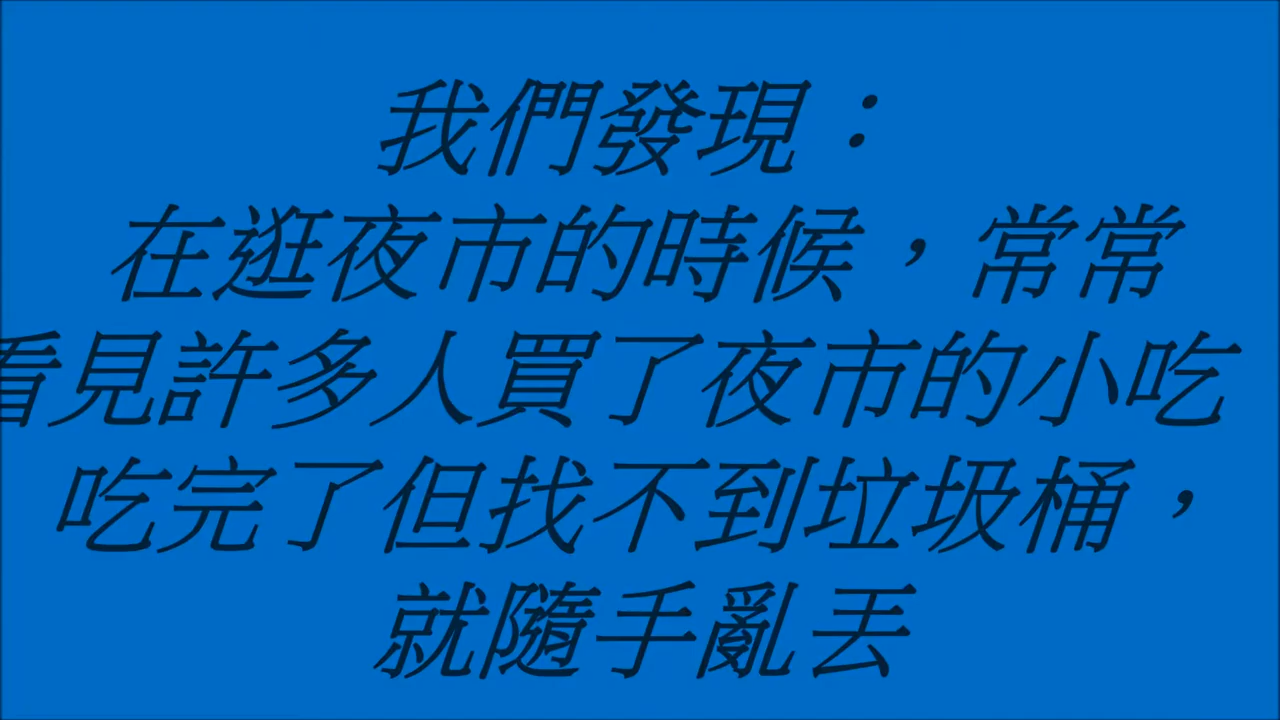 我們發現：
在逛夜市的時候，常常
看見許多人買了夜市的小吃
吃完了但找不到垃圾桶，
就隨手亂丟